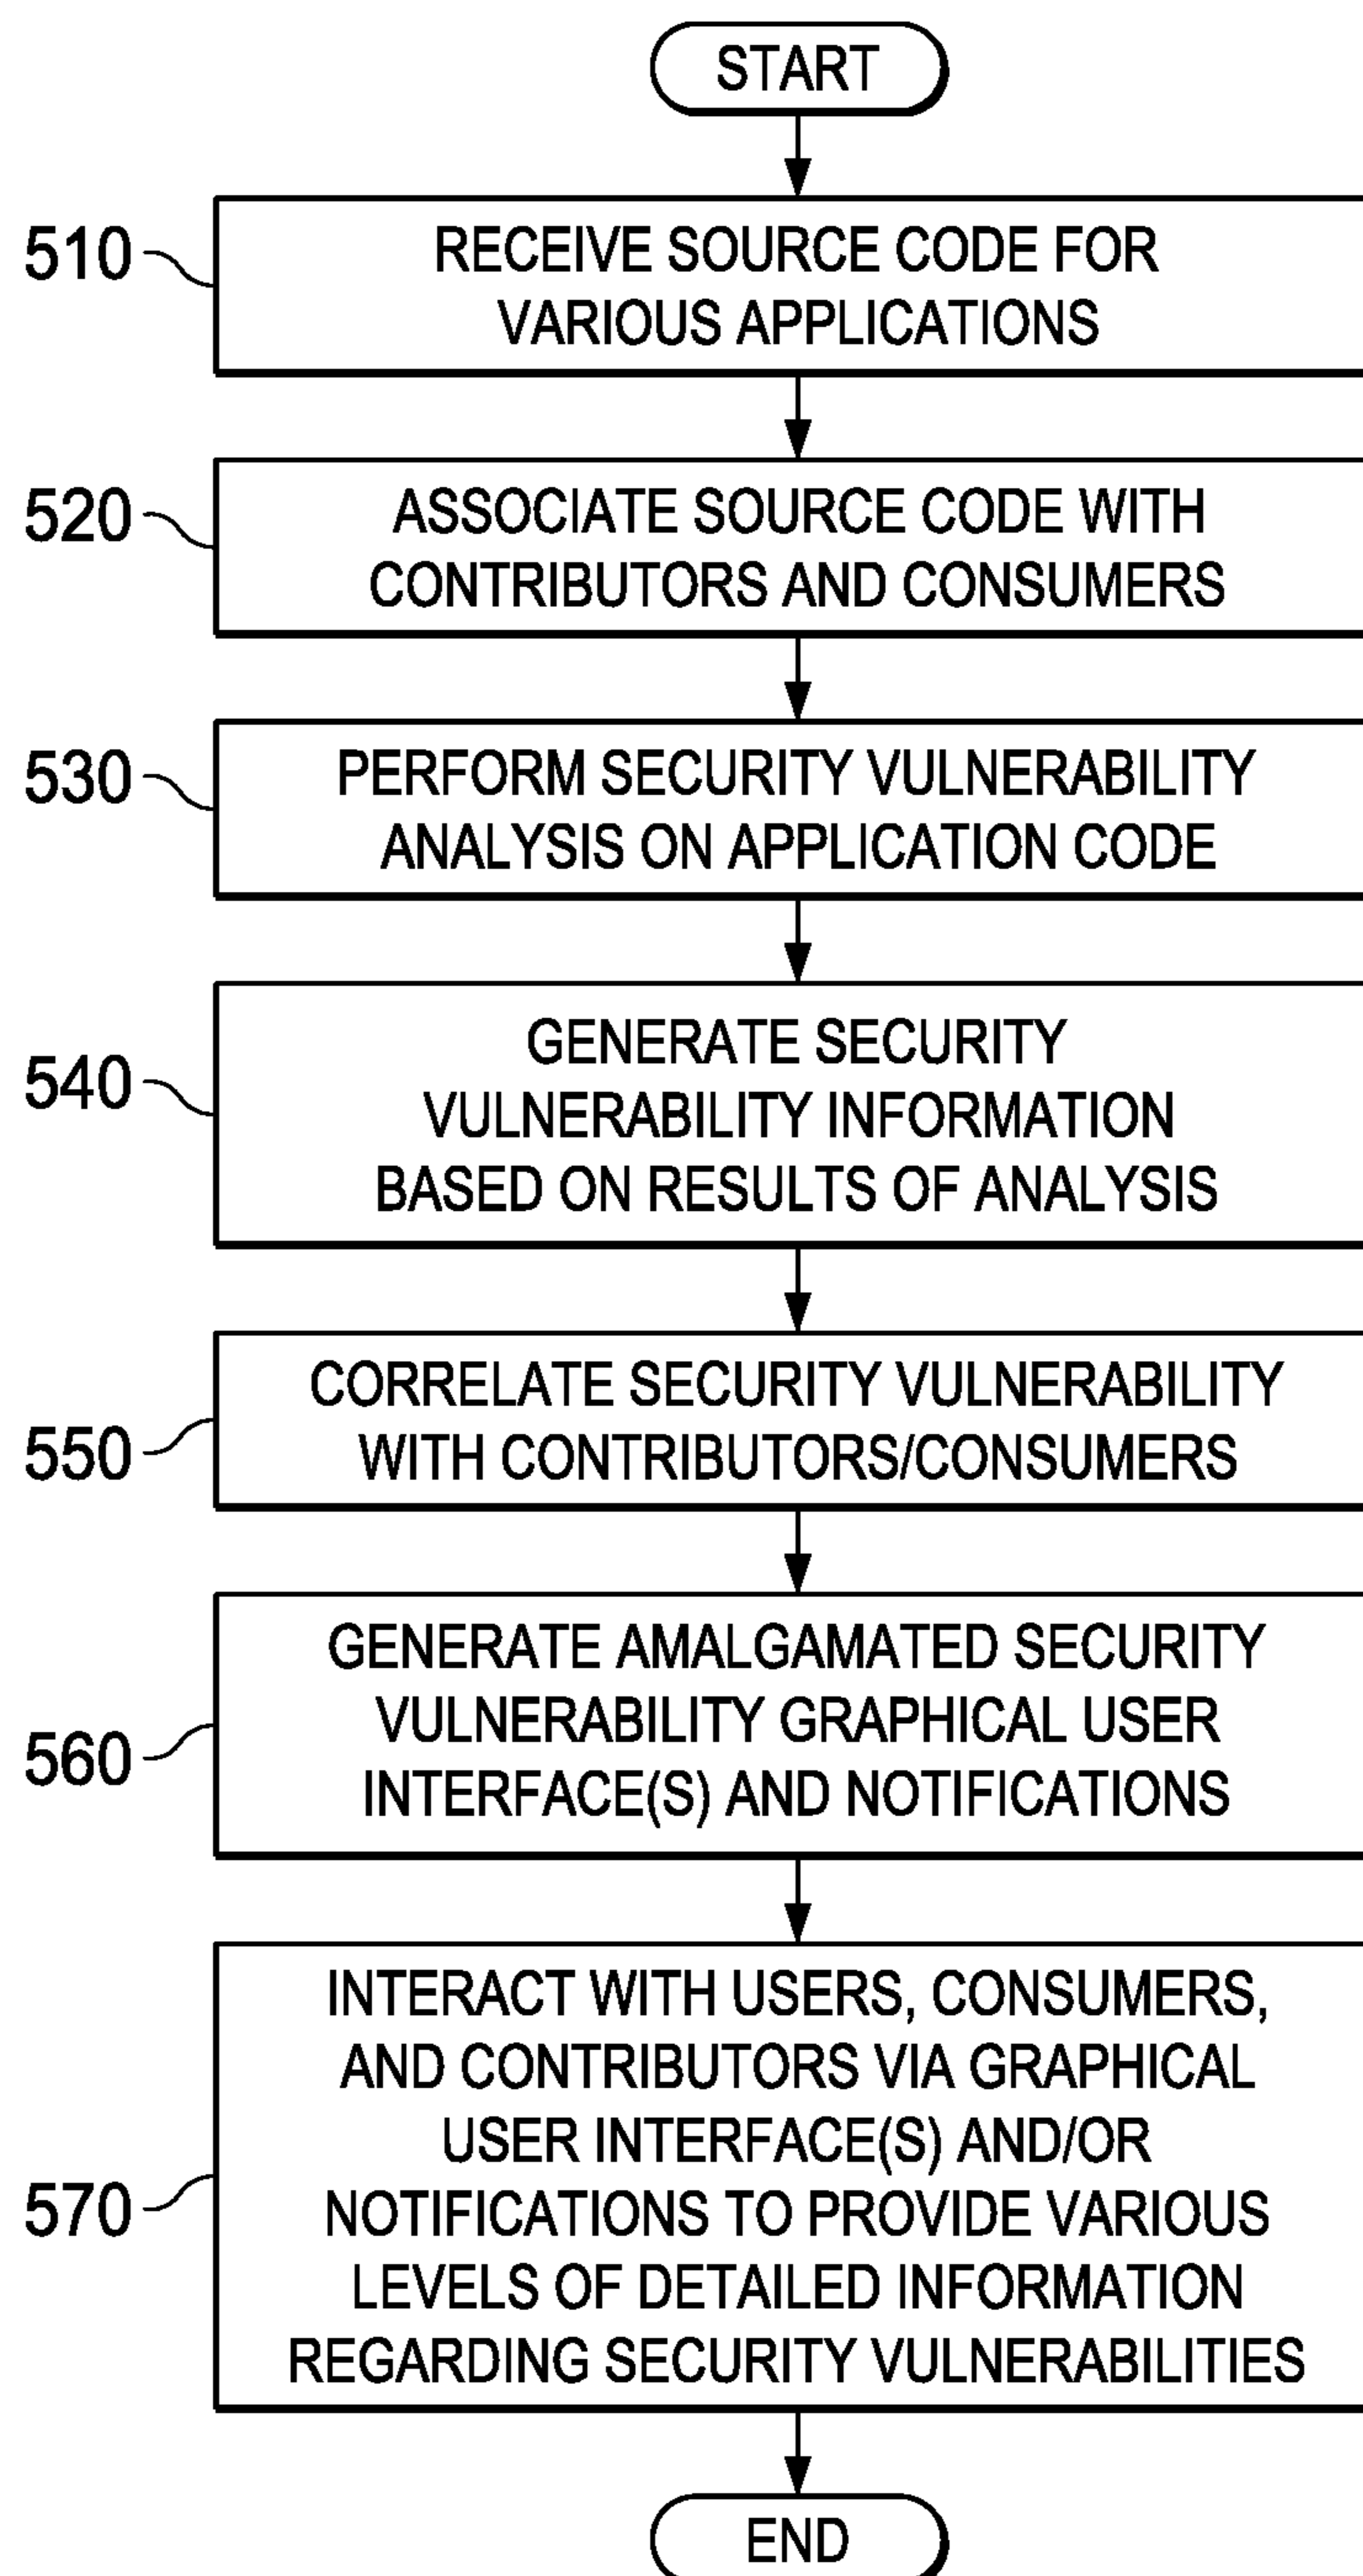 START
510
RECEIVE SOURCE CODE FOR
VARIOUS APPLICATIONS
520
ASSOCIATE SOURCE CODE WITH
CONTRIBUTORS AND CONSUMERS
530
PERFORM SECURITY VULNERABILITY
ANALYSIS ON APPLICATION CODE
540
GENERATE SECURITY
VULNERABILITY INFORMATION
BASED ON RESULTS OF ANALYSIS
550
CORRELATE SECURITY VULNERABILITY
WITH CONTRIBUTORS/CONSUMERS
560
GENERATE AMALGAMATED SECURITY
VULNERABILITY GRAPHICAL USER
INTERFACE(S) AND NOTIFICATIONS
570
INTERACT WITH USERS, CONSUMERS,
AND CONTRIBUTORS VIA GRAPHICAL
USER INTERFACE(S) AND/OR
NOTIFICATIONS TO PROVIDE VARIOUS
LEVELS OF DETAILED INFORMATION
REGARDING SECURITY VULNERABILITIES
END